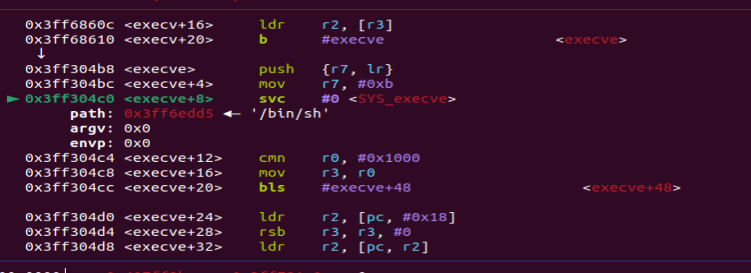 0x3ff6860c <execv+16> ldr r2, [r3]
0x3ff68610 <execv+20> b #execve <execve>
↓
0x3ff304b8 <execve> push {r7, lr}
0x3ff304bc <execve+4> mov r7, #0xb
► 0x3ff304c0 <execve+8> svc #0 <SYS_execve>
path: 0x3ff6edd5 ← '/bin/sh'
argv: 0x0
envp: 0x0
0x3ff304c4 <execve+12> cmn r0, #0x1000
0x3ff304c8 <execve+16> mov r3, r0
0x3ff304cc <execve+20> bls #execve+48 <execve+48>
0x3ff304d0 <execve+24> ldr r2, [pc, #0x18]
0x3ff304d4 <execve+28> rsb r3, r3, #0
0x3ff304d8 <execve+32> ldr r2, [pc, r2]